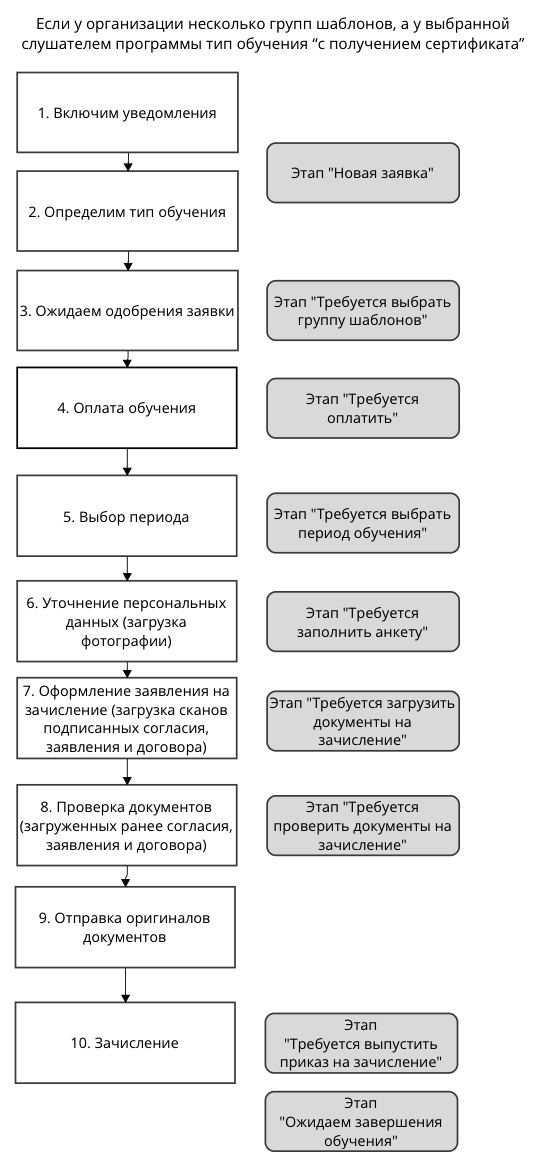 Если у организации несколько групп шаблонов, а у выбранной
слушателем программы тип обучения “с получением сертификата”
1. Включим уведомления
Этап "Новая заявка"
2. Определим тип обучения
3. Ожидаем одобрения заявки
Этап "Требуется выбрать
группу шаблонов"
4. Оплата обучения
Этап "Требуется
оплатить"
5. Выбор периода
Этап "Требуется выбрать
период обучения"
6. Уточнение персональных
данных (загрузка
фотографии)
Этап "Требуется
заполнить анкету"
7. Оформление заявления на
зачисление (загрузка сканов
подписанных согласия,
заявления и договора)
Этап "Требуется загрузить
документы на
зачисление"
8. Проверка документов
(загруженных ранее согласия,
заявления и договора)
Этап "Требуется
проверить документы на
зачисление"
9. Отправка оригиналов
документов
10. Зачисление
Этап
"Требуется выпустить
приказ на зачисление"
Этап
"Ожидаем завершения
обучения"